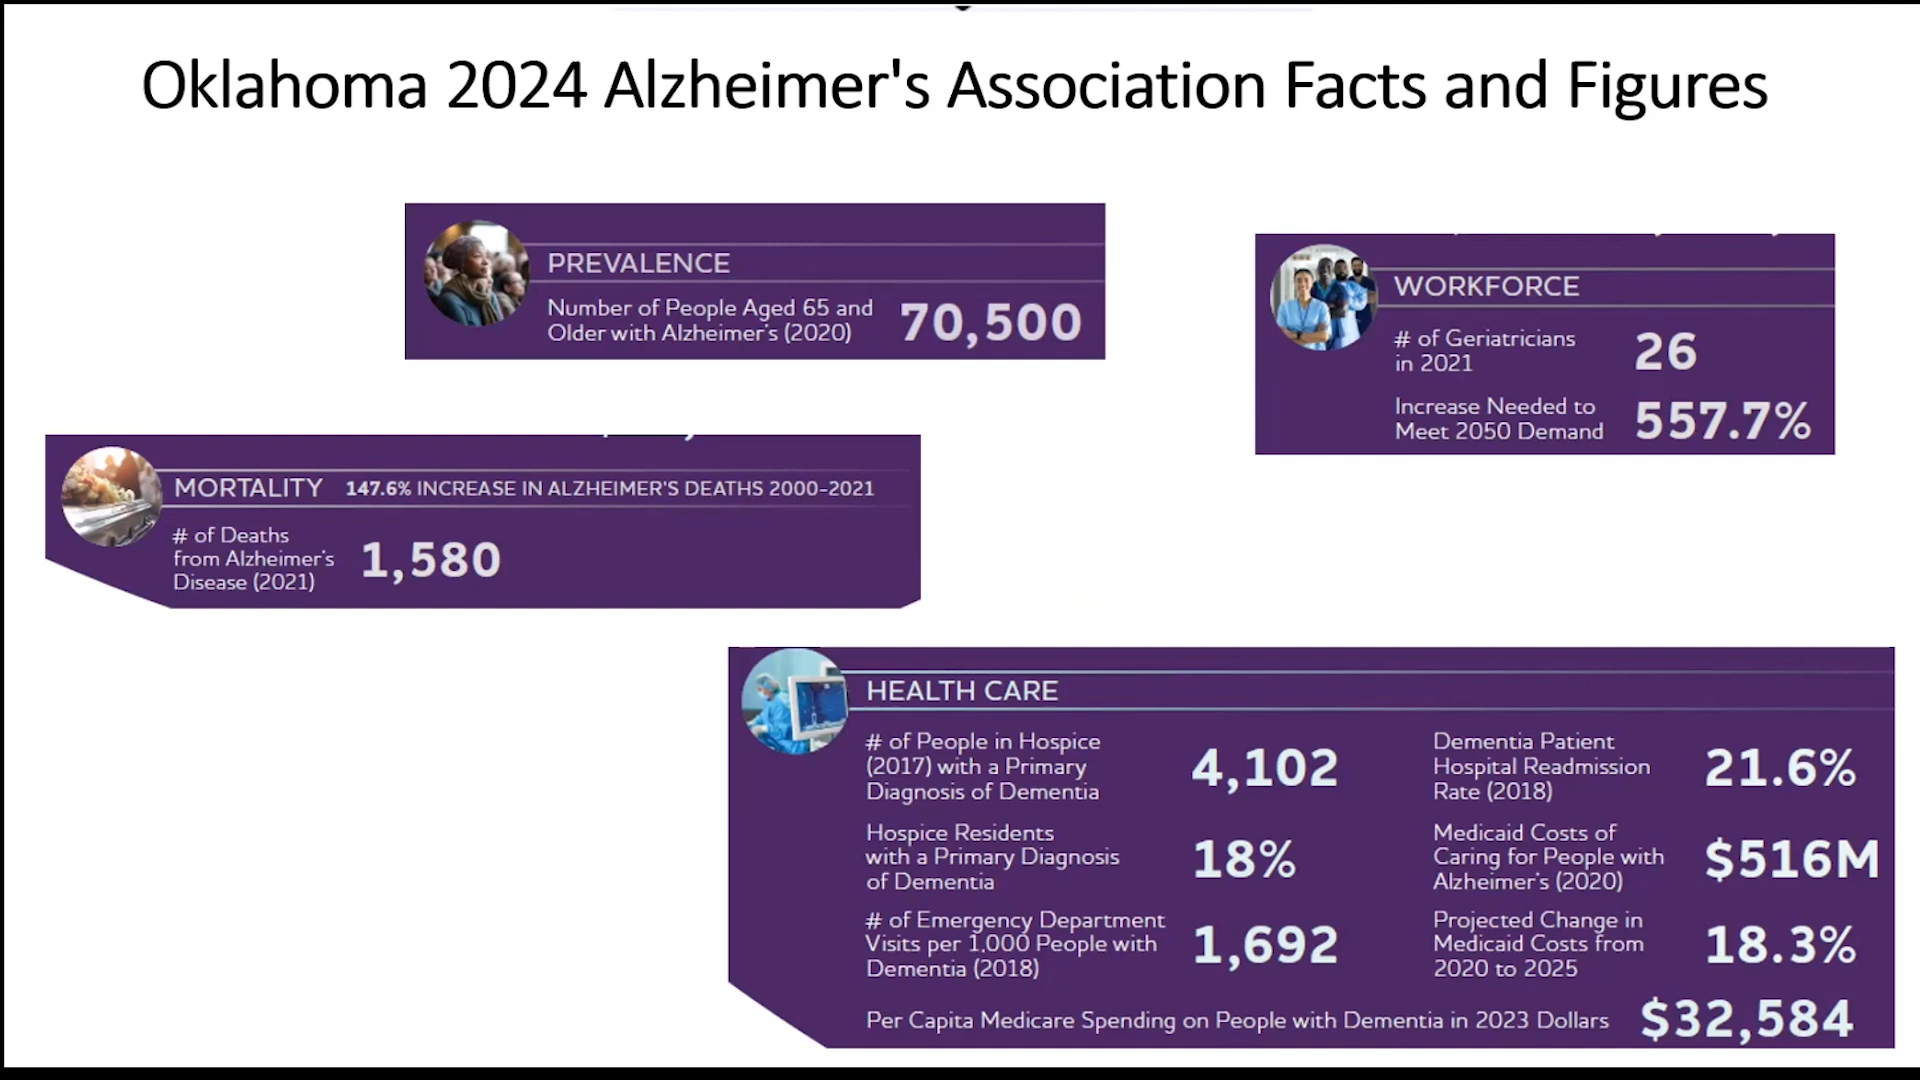 Oklahoma 2024 Alzheimer's Association Facts and Figures
PREVALENCE
Number of People Aged 65 and
Older with Alzheimer's (2020)
70,500
WORKFORCE
# of Geriatricians
in 2021
26
Increase Needed to
Meet 2050 Demand
557.7%
MORTALITY 147.6% INCREASE IN ALZHEIMER'S DEATHS 2000-2021
# of Deaths
from Alzheimer's
Disease (2021)
1,580
HEALTH CARE
# of People in Hospice
(2017) with a Primary
Diagnosis of Dementia
4,102
Hospice Residents
with a Primary Diagnosis
of Dementia
18%
# of Emergency Department
Visits per 1,000 People with
Dementia (2018)
1,692
Dementia Patient
Hospital Readmission
Rate (2018)
21.6%
Medicaid Costs of
Caring for People with
Alzheimer's (2020)
$516M
Projected Change in
Medicaid Costs from
2020 to 2025
18.3%
Per Capita Medicare Spending on People with Dementia in 2023 Dollars
$32,584